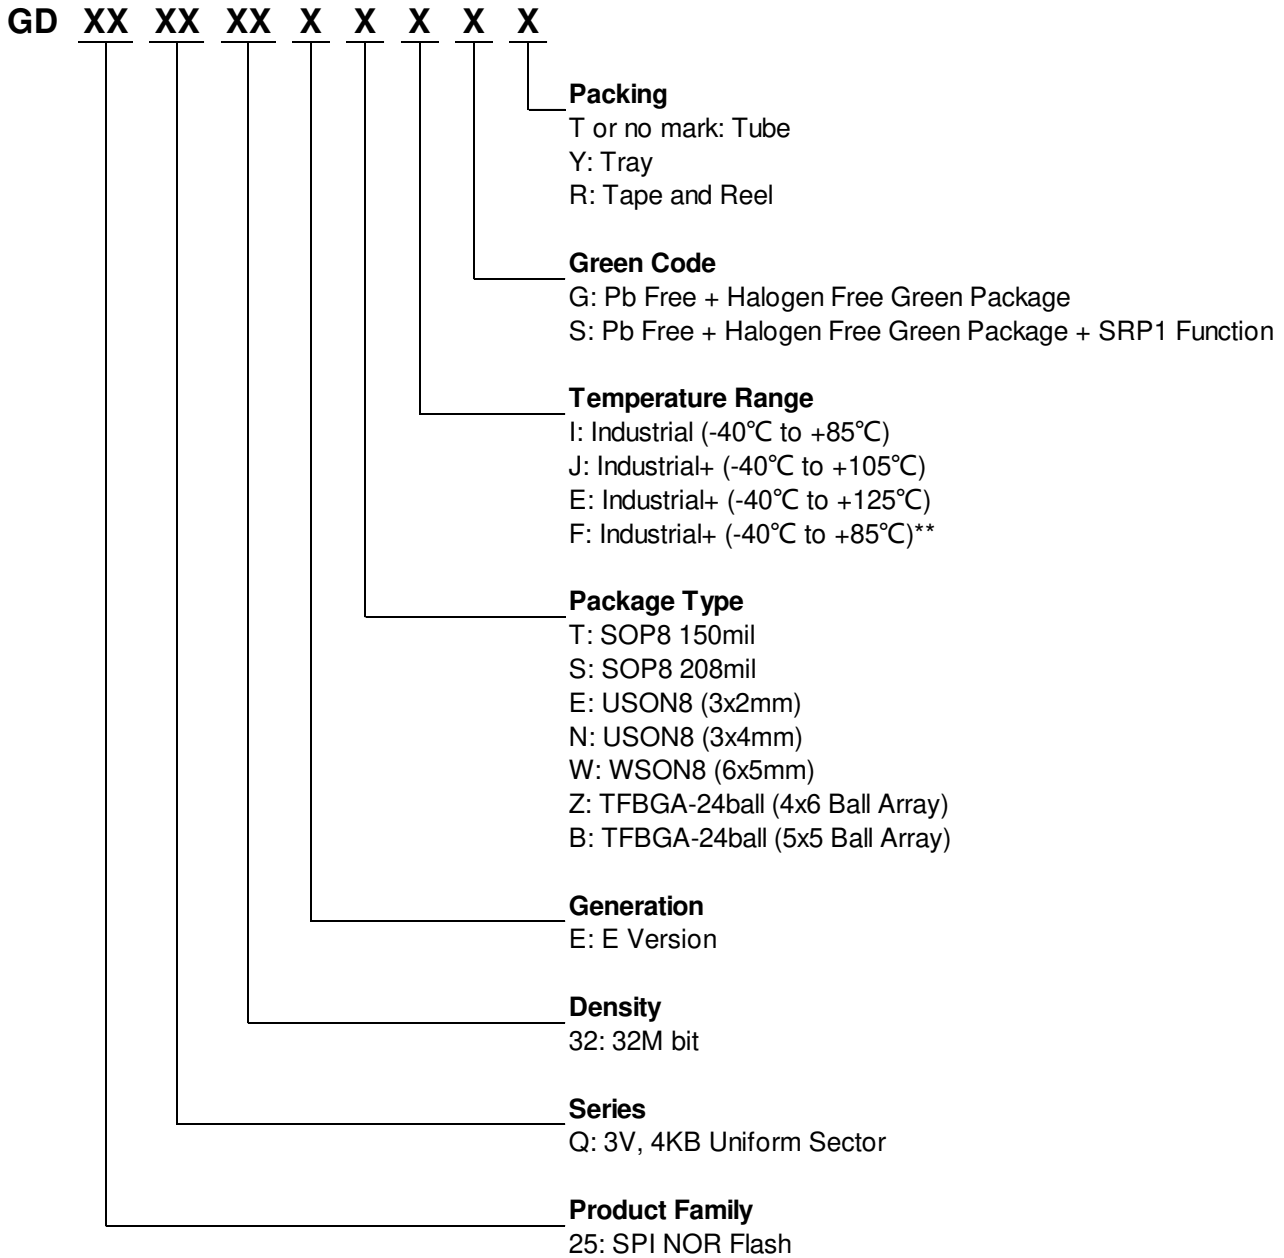 GD XX XX XX X X X X X
Packing
T or no mark: Tube
Y: Tray
R: Tape and Reel
Green Code
G: Pb Free + Halogen Free Green Package
S: Pb Free + Halogen Free Green Package + SRP1 Function
Temperature Range
I: Industrial (-40℃ to +85℃)
J: Industrial+ (-40℃ to +105℃)
E: Industrial+ (-40℃ to +125℃)
F: Industrial+ (-40℃ to +85℃)**
Package Type
T: SOP8 150mil
S: SOP8 208mil
E: USON8 (3x2mm)
N: USON8 (3x4mm)
W: WSON8 (6x5mm)
Z: TFBGA-24ball (4x6 Ball Array)
B: TFBGA-24ball (5x5 Ball Array)
Generation
E: E Version
Density
32: 32M bit
Series
Q: 3V, 4KB Uniform Sector
Product Family
25: SPI NOR Flash